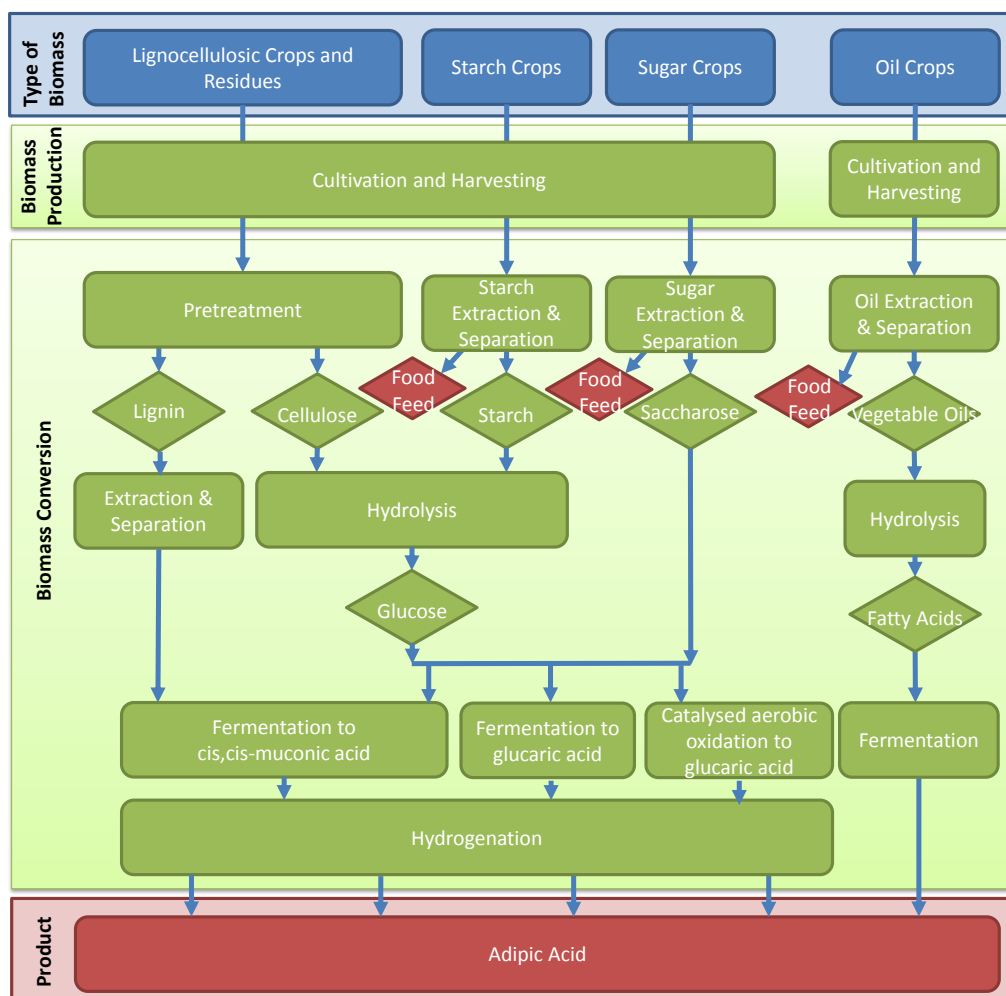 Type of
Biomass
Lignocellulosic Crops and
Residues
Starch Crops
Sugar Crops
Oil Crops
Biomass
Production
Cultivation and Harvesting
Cultivation and
Harvesting
Biomass Conversion
Pretreatment
Starch
Extraction &
Separation
Sugar
Extraction &
Separation
Oil Extraction
& Separation
Lignin
Cellulose
Food
Feed
Starch
Food
Feed
Saccharose
Food
Feed
Vegetable Oils
Extraction &
Separation
Hydrolysis
Hydrolysis
Glucose
Fatty Acids
Fermentation to
cis,cis-muconic acid
Fermentation to
glucaric acid
Catalysed aerobic
oxidation to
glucaric acid
Fermentation
Hydrogenation
Product
Adipic Acid